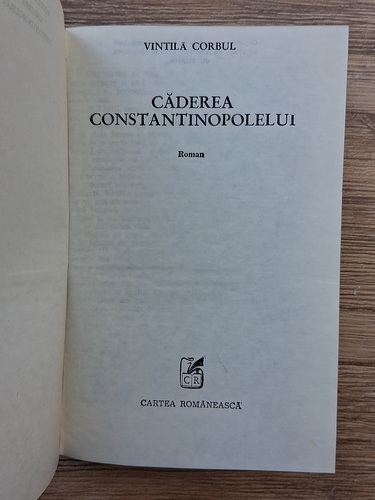 VINTILĂ CORBUL
CĂDEREA
CONSTANTINOPOLELUI
Roman
CR
CARTEA ROMÂNEASCĂ